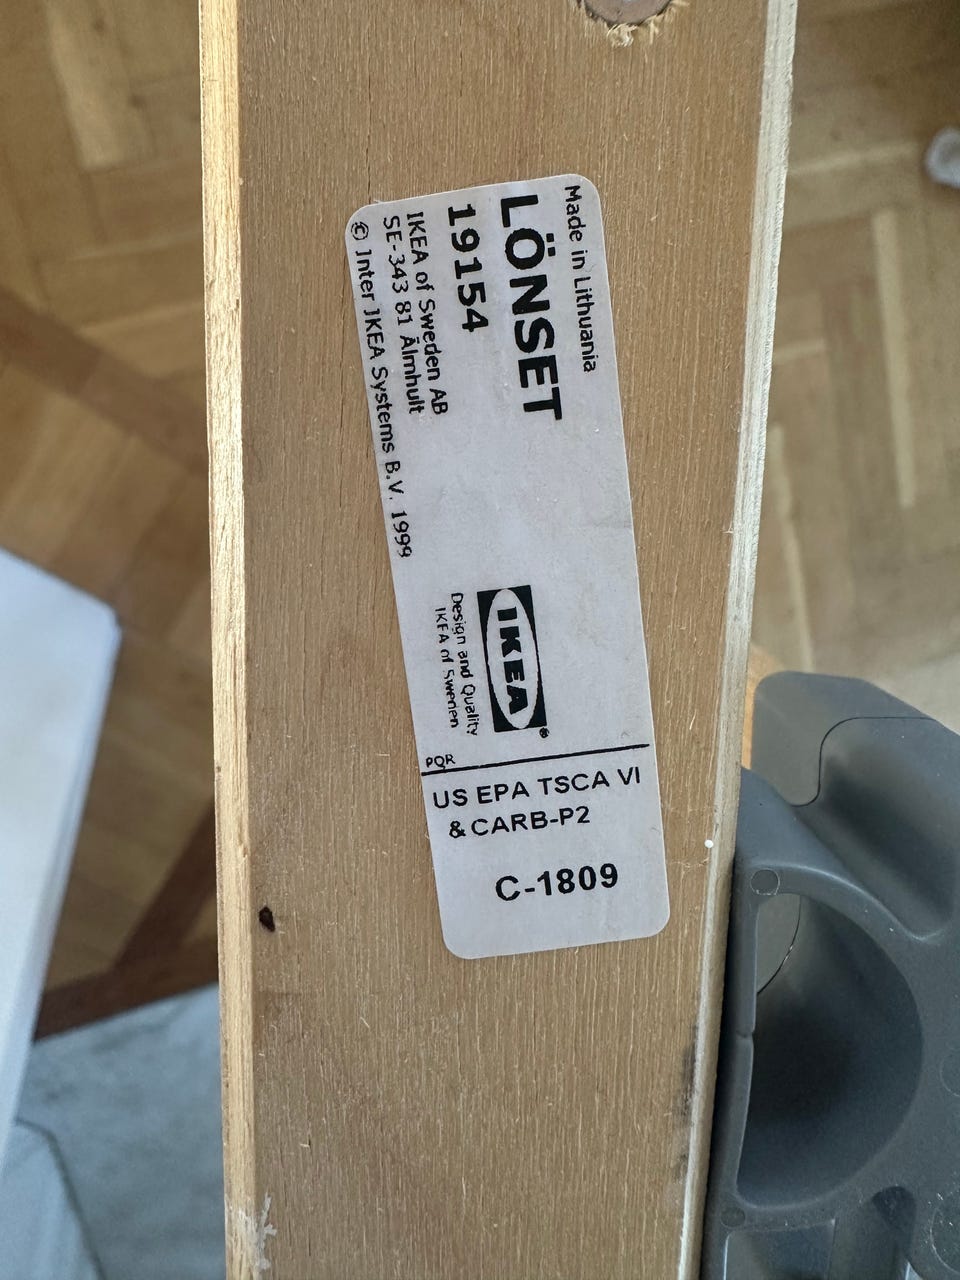 Made in Lithuania
LÖNSET
19154
IKEA of Sweden AB
SE-343 81 Älmhult
© Inter IKEA Systems B.V. 1999
IKEA®
Design and Quality
IKEA of Sweden
PQR
US EPA TSCA VI
& CARB-P2
C-1809